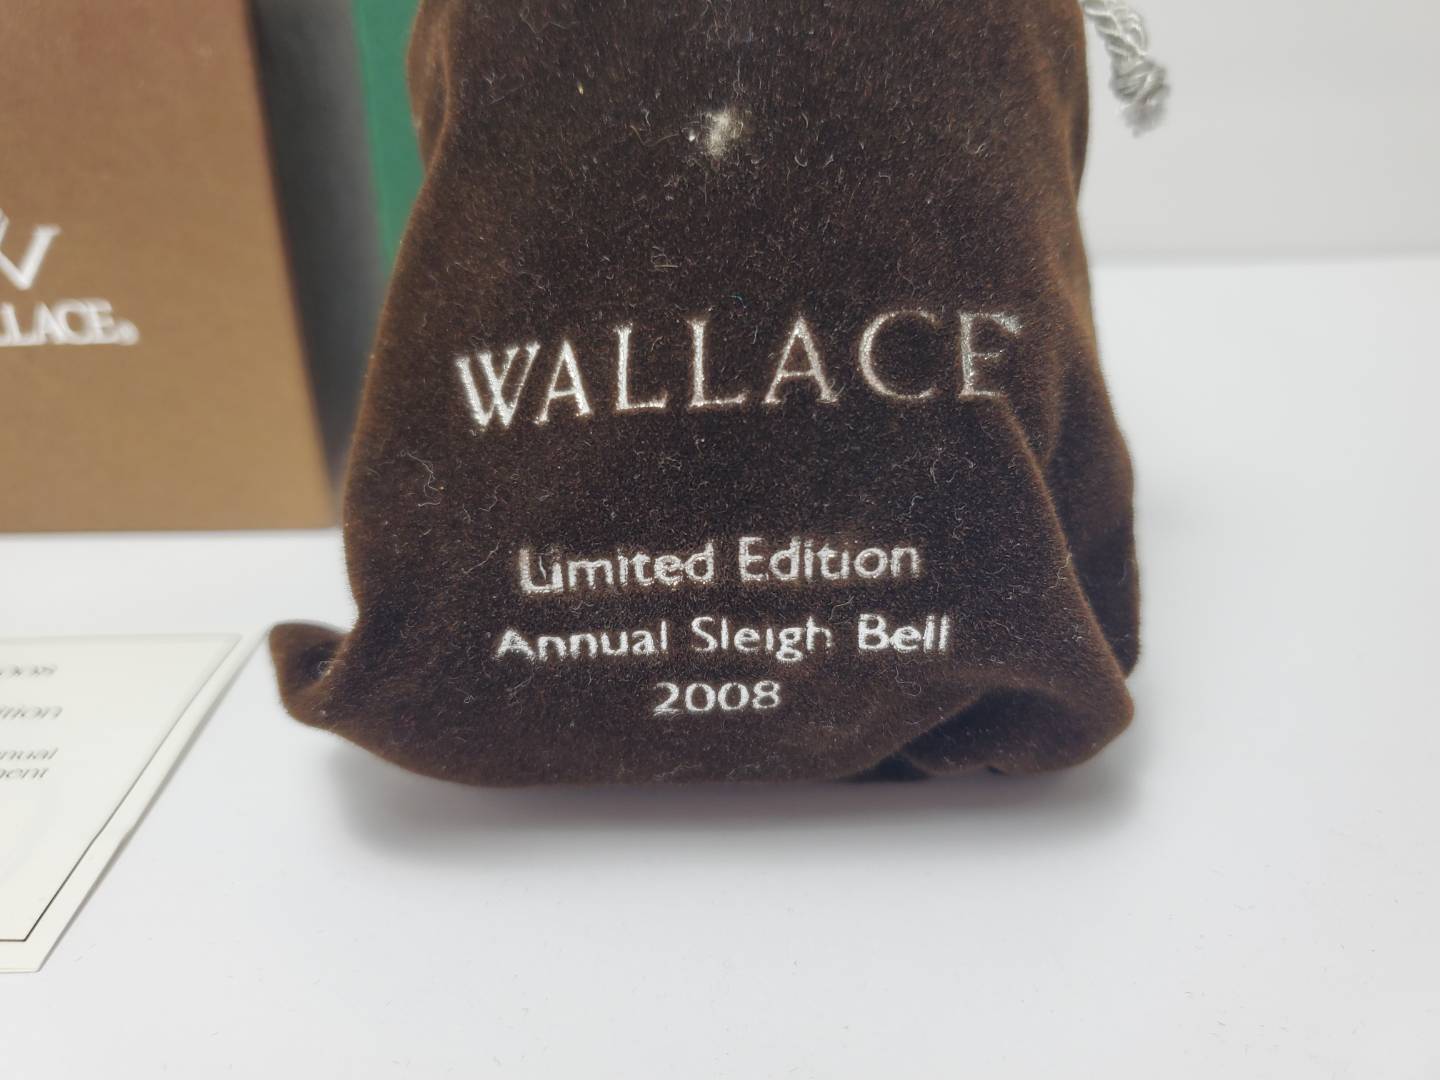 W
WALLACE
Limited Edition
Annual Sleigh Bell
2008